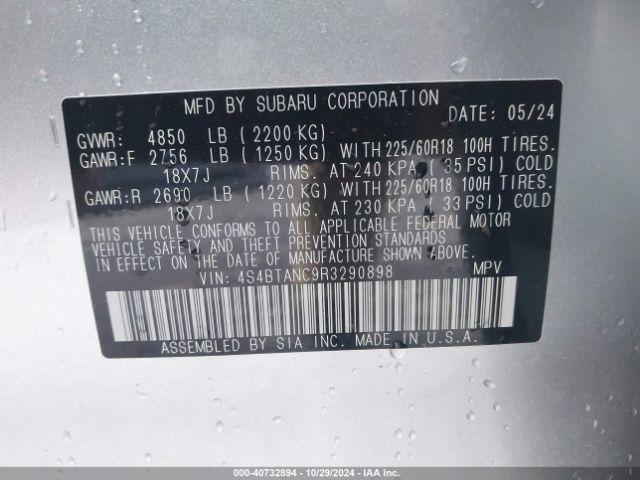 MFD BY SUBARU CORPORATION DATE: 05/24
GVWR: 4850 LB (2200 KG)
GAWR:F 2756 LB (1250 KG) WITH 225/60R18 100H TIRES.
18X7J RIMS. AT 240 KPA (35 PSI) COLD
GAWR:R 2690 LB (1220 KG) WITH 225/60R18 100H TIRES.
18X7J RIMS. AT 230 KPA (33 PSI) COLD
THIS VEHICLE CONFORMS TO ALL APPLICABLE FEDERAL MOTOR
VEHICLE SAFETY AND THEFT PREVENTION STANDARDS
IN EFFECT ON THE DATE OF MANUFACTURE SHOWN ABOVE.
VIN: 4S4BTANC9R3290898 MPV
ASSEMBLED BY SIA INC. MADE IN U.S.A.
000-40732894 | 10/29/2024 | IAA Inc.